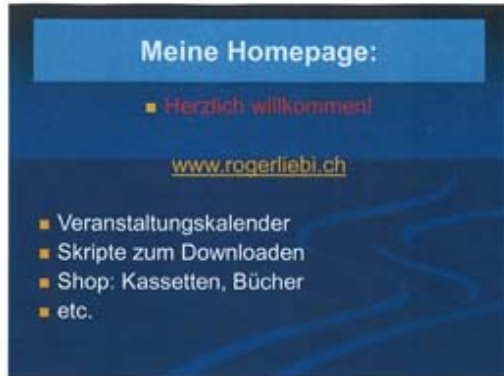 Meine Homepage:
Herzlich willkommen!
www.rogerliebi.ch
Veranstaltungskalender
Skripte zum Downloaden
Shop: Kassetten, Bücher
etc.